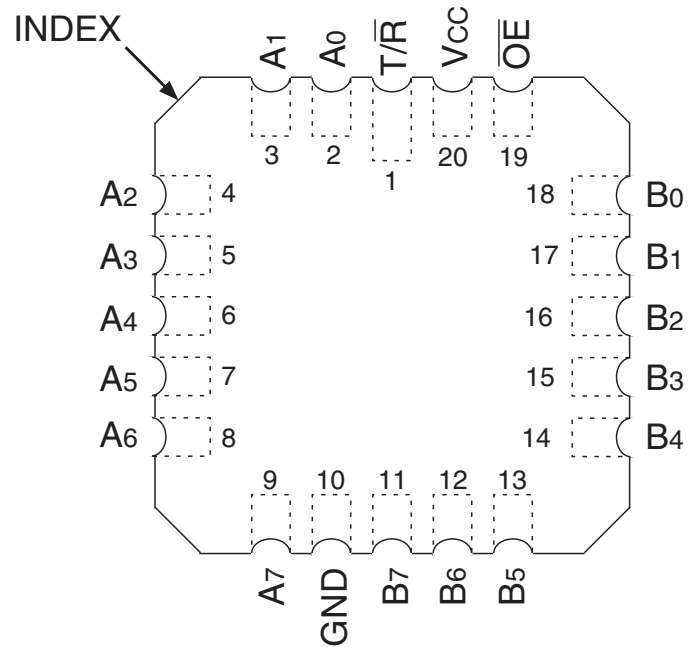 INDEX
A1 A0 T/R̅ VCC O̅E̅
3 2 1 20 19
A2 4 18 B0
A3 5 17 B1
A4 6 16 B2
A5 7 15 B3
A6 8 14 B4
9 10 11 12 13
A7 GND B7 B6 B5